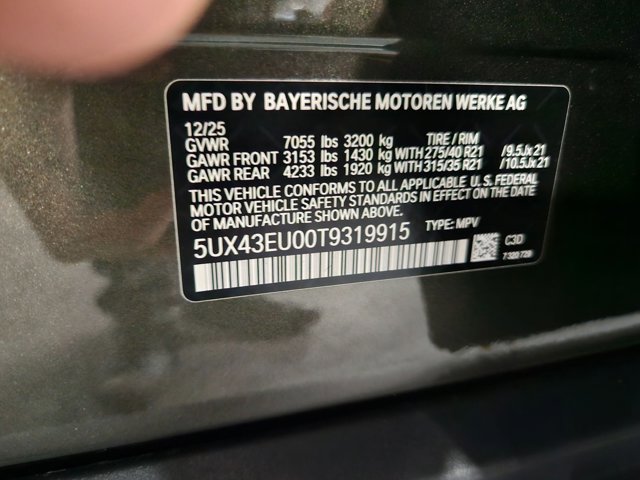 MFD BY BAYERISCHE MOTOREN WERKE AG
12/25
GVWR 7055 lbs 3200 kg TIRE / RIM
GAWR FRONT 3153 lbs 1430 kg WITH 275/40 R21 /9.5Jx21
GAWR REAR 4233 lbs 1920 kg WITH 315/35 R21 /10.5Jx21
THIS VEHICLE CONFORMS TO ALL APPLICABLE U.S. FEDERAL
MOTOR VEHICLE SAFETY STANDARDS IN EFFECT ON THE DATE
OF MANUFACTURE SHOWN ABOVE.
5UX43EU00T9319915 TYPE: MPV
C3D
7 320 729